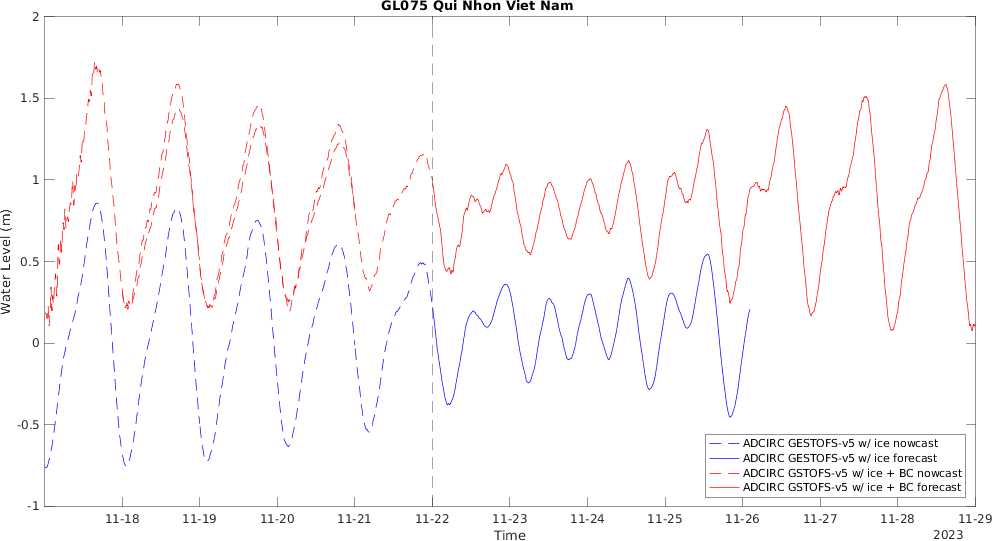 GL075 Qui Nhon Viet Nam
2
1.5
1
0.5
0
-0.5
-1
Water Level (m)
11-18 11-19 11-20 11-21 11-22 11-23 11-24 11-25 11-26 11-27 11-28 11-29
Time
2023
ADCIRC GESTOFS-v5 w/ ice nowcast
ADCIRC GESTOFS-v5 w/ ice forecast
ADCIRC GSTOFS-v5 w/ ice + BC nowcast
ADCIRC GSTOFS-v5 w/ ice + BC forecast